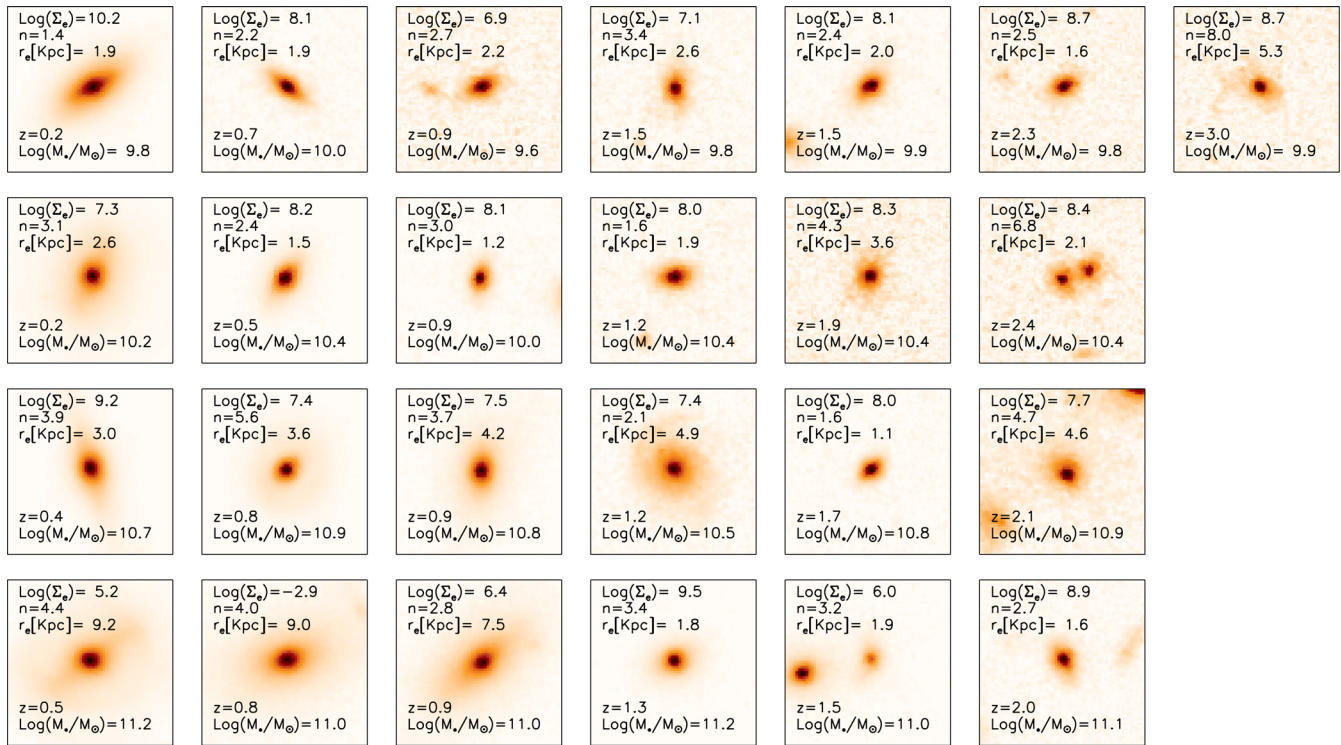 Log(Σₑ)=10.2
n=1.4
rₑ[Kpc]= 1.9
z=0.2
Log(M⋆/M☉)= 9.8
Log(Σₑ)= 8.1
n=2.2
rₑ[Kpc]= 1.9
z=0.7
Log(M⋆/M☉)=10.0
Log(Σₑ)= 6.9
n=2.7
rₑ[Kpc]= 2.2
z=0.9
Log(M⋆/M☉)= 9.6
Log(Σₑ)= 7.1
n=3.4
rₑ[Kpc]= 2.6
z=1.5
Log(M⋆/M☉)= 9.8
Log(Σₑ)= 8.1
n=2.4
rₑ[Kpc]= 2.0
z=1.5
Log(M⋆/M☉)= 9.9
Log(Σₑ)= 8.7
n=2.5
rₑ[Kpc]= 1.6
z=2.3
Log(M⋆/M☉)= 9.8
Log(Σₑ)= 8.7
n=8.0
rₑ[Kpc]= 5.3
z=3.0
Log(M⋆/M☉)= 9.9
Log(Σₑ)= 7.3
n=3.1
rₑ[Kpc]= 2.6
z=0.2
Log(M⋆/M☉)=10.2
Log(Σₑ)= 8.2
n=2.4
rₑ[Kpc]= 1.5
z=0.5
Log(M⋆/M☉)=10.4
Log(Σₑ)= 8.1
n=3.0
rₑ[Kpc]= 1.2
z=0.9
Log(M⋆/M☉)=10.0
Log(Σₑ)= 8.0
n=1.6
rₑ[Kpc]= 1.9
z=1.2
Log(M⋆/M☉)=10.4
Log(Σₑ)= 8.3
n=4.3
rₑ[Kpc]= 3.6
z=1.9
Log(M⋆/M☉)=10.4
Log(Σₑ)= 8.4
n=6.8
rₑ[Kpc]= 2.1
z=2.4
Log(M⋆/M☉)=10.4
Log(Σₑ)= 9.2
n=3.9
rₑ[Kpc]= 3.0
z=0.4
Log(M⋆/M☉)=10.7
Log(Σₑ)= 7.4
n=5.6
rₑ[Kpc]= 3.6
z=0.8
Log(M⋆/M☉)=10.9
Log(Σₑ)= 7.5
n=3.7
rₑ[Kpc]= 4.2
z=0.9
Log(M⋆/M☉)=10.8
Log(Σₑ)= 7.4
n=2.1
rₑ[Kpc]= 4.9
z=1.2
Log(M⋆/M☉)=10.5
Log(Σₑ)= 8.0
n=1.6
rₑ[Kpc]= 1.1
z=1.7
Log(M⋆/M☉)=10.8
Log(Σₑ)= 7.7
n=4.7
rₑ[Kpc]= 4.6
z=2.1
Log(M⋆/M☉)=10.9
Log(Σₑ)= 5.2
n=4.4
rₑ[Kpc]= 9.2
z=0.5
Log(M⋆/M☉)=11.2
Log(Σₑ)=−2.9
n=4.0
rₑ[Kpc]= 9.0
z=0.8
Log(M⋆/M☉)=11.0
Log(Σₑ)= 6.4
n=2.8
rₑ[Kpc]= 7.5
z=0.9
Log(M⋆/M☉)=11.0
Log(Σₑ)= 9.5
n=3.4
rₑ[Kpc]= 1.8
z=1.3
Log(M⋆/M☉)=11.2
Log(Σₑ)= 6.0
n=3.2
rₑ[Kpc]= 1.9
z=1.5
Log(M⋆/M☉)=11.0
Log(Σₑ)= 8.9
n=2.7
rₑ[Kpc]= 1.6
z=2.0
Log(M⋆/M☉)=11.1